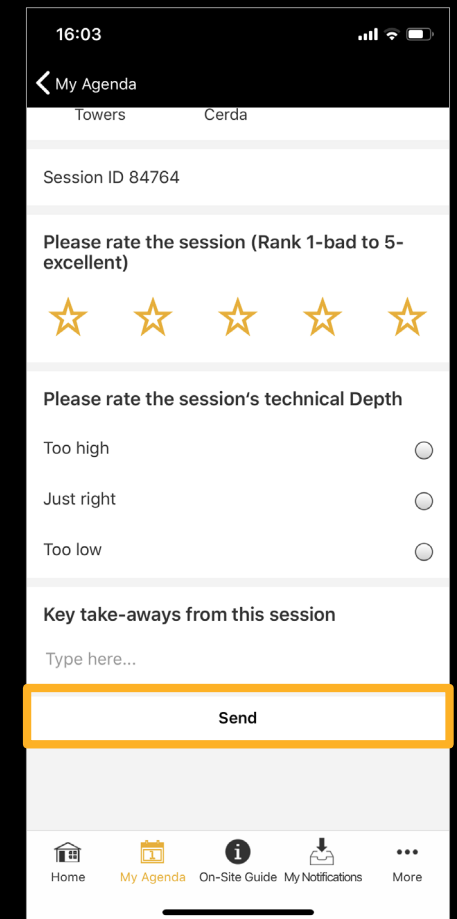 16:03
My Agenda
Towers Cerda
Session ID 84764
Please rate the session (Rank 1-bad to 5-
excellent)
Please rate the session's technical Depth
Too high
Just right
Too low
Key take-aways from this session
Type here...
Send
Home My Agenda On-Site Guide My Notifications More